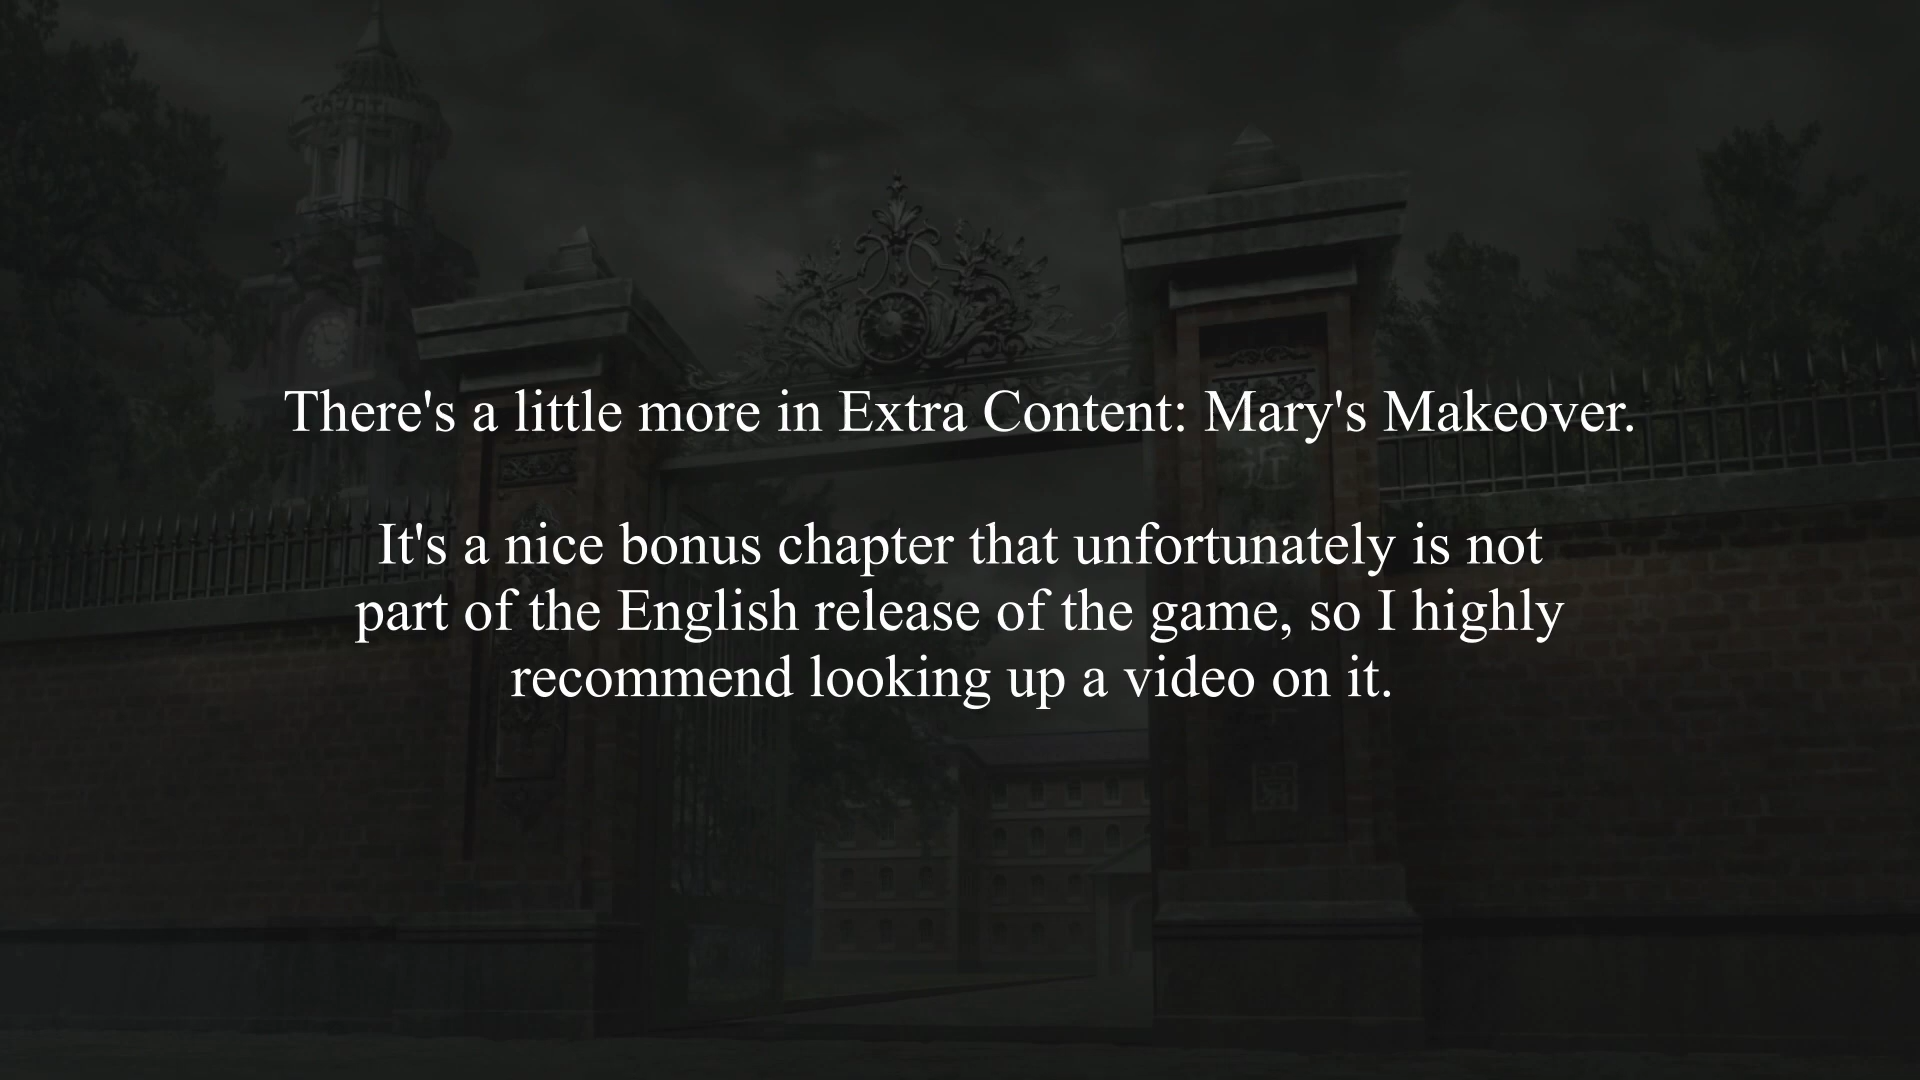 There's a little more in Extra Content: Mary's Makeover.
It's a nice bonus chapter that unfortunately is not
part of the English release of the game, so I highly
recommend looking up a video on it.